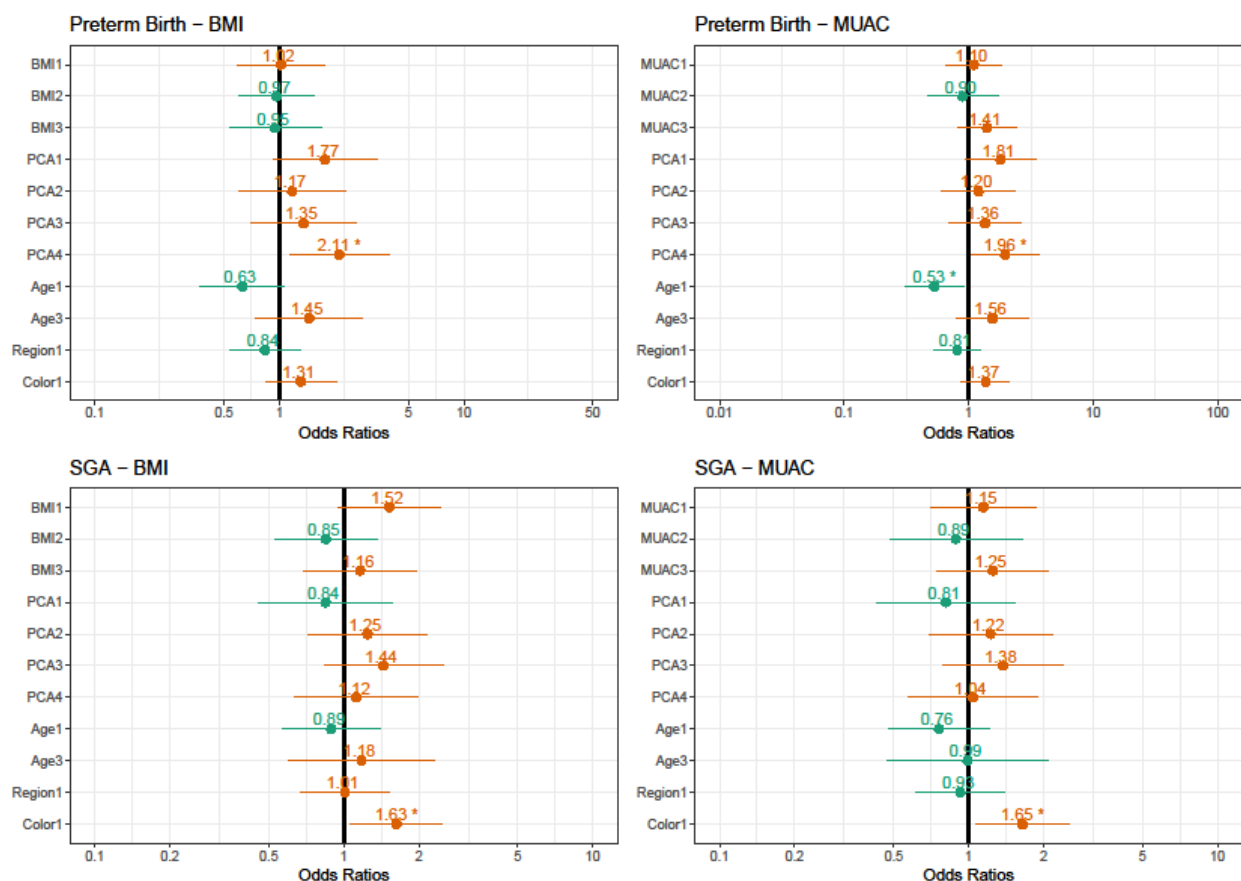 Preterm Birth − BMI
BMI1 1.02
BMI2 0.97
BMI3 0.95
PCA1 1.77
PCA2 1.17
PCA3 1.35
PCA4 2.11 *
Age1 0.63
Age3 1.45
Region1 0.84
Color1 1.31
0.1 0.5 1 5 10 50
Odds Ratios
Preterm Birth − MUAC
MUAC1 1.10
MUAC2 0.90
MUAC3 1.41
PCA1 1.81
PCA2 1.20
PCA3 1.36
PCA4 1.96 *
Age1 0.53 *
Age3 1.56
Region1 0.81
Color1 1.37
0.01 0.1 1 10 100
Odds Ratios
SGA − BMI
BMI1 1.52
BMI2 0.85
BMI3 1.16
PCA1 0.84
PCA2 1.25
PCA3 1.44
PCA4 1.12
Age1 0.89
Age3 1.18
Region1 1.01
Color1 1.63 *
0.1 0.5 1 2 10
Odds Ratios
SGA − MUAC
MUAC1 1.15
MUAC2 0.89
MUAC3 1.25
PCA1 0.81
PCA2 1.22
PCA3 1.38
PCA4 1.04
Age1 0.76
Age3 0.99
Region1 0.93
Color1 1.65 *
0.1 0.5 1 2 10
Odds Ratios